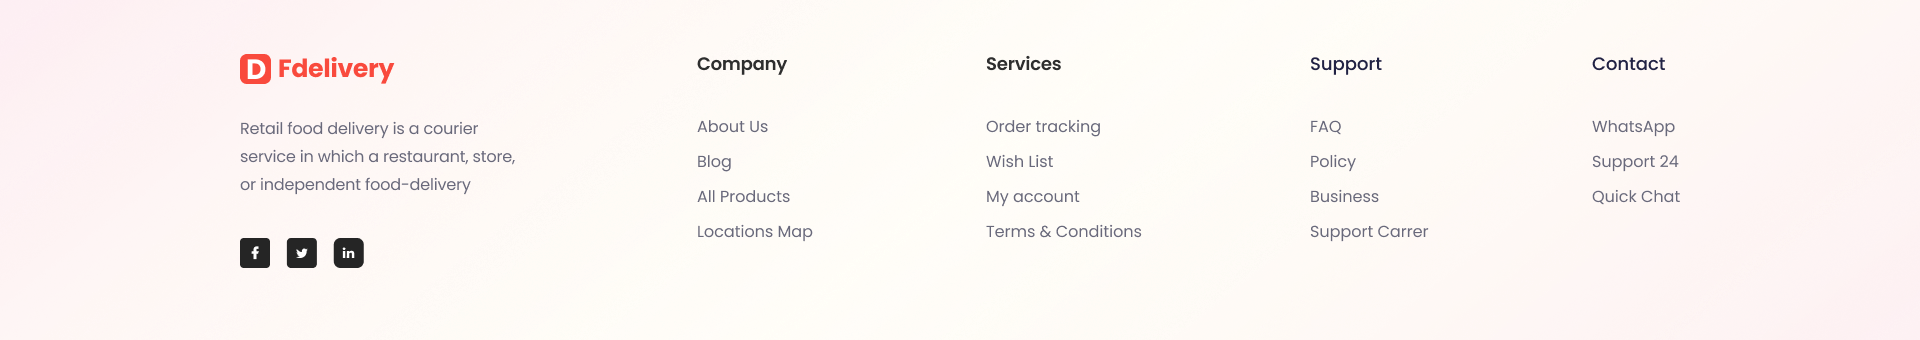 D Fdelivery
Retail food delivery is a courier
service in which a restaurant, store,
or independent food-delivery
Company
About Us
Blog
All Products
Locations Map
Services
Order tracking
Wish List
My account
Terms & Conditions
Support
FAQ
Policy
Business
Support Carrer
Contact
WhatsApp
Support 24
Quick Chat